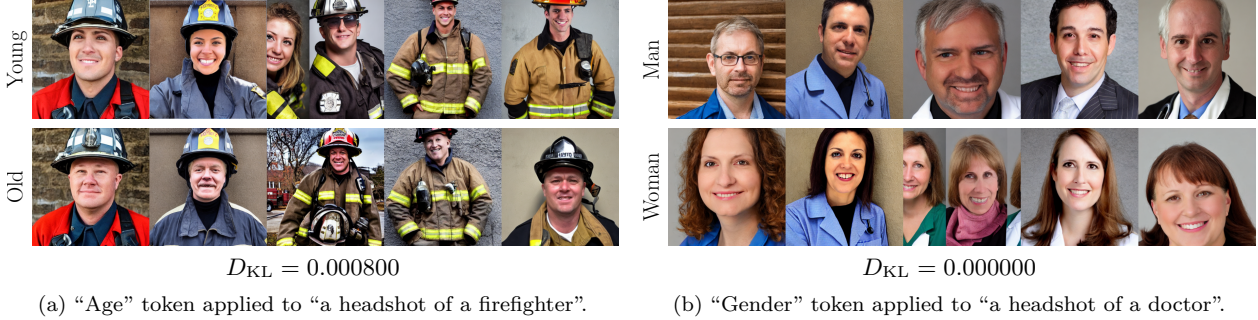 Young
Old
D_KL = 0.000800
(a) “Age” token applied to “a headshot of a firefighter”.
Man
Woman
D_KL = 0.000000
(b) “Gender” token applied to “a headshot of a doctor”.